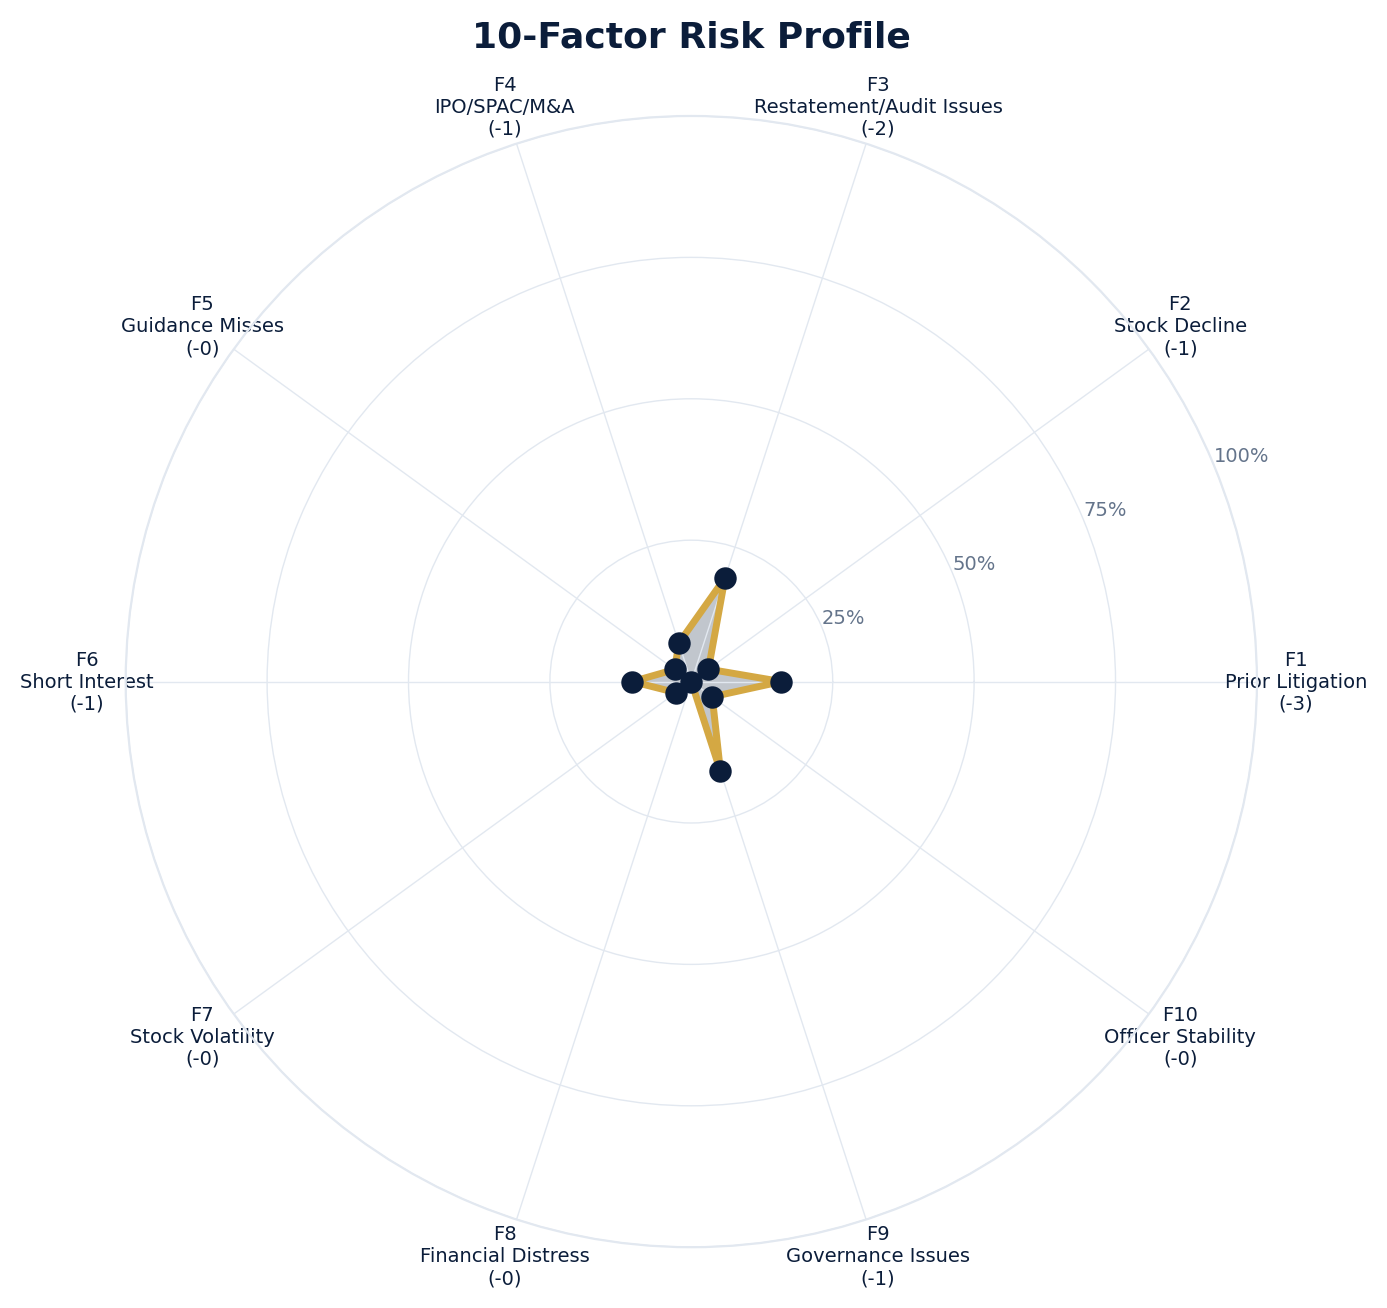 10-Factor Risk Profile
F4
IPO/SPAC/M&A
(-1)
F3
Restatement/Audit Issues
(-2)
F5
Guidance Misses
(-0)
F2
Stock Decline
(-1)
100%
75%
50%
25%
F6
Short Interest
(-1)
F1
Prior Litigation
(-3)
F7
Stock Volatility
(-0)
F10
Officer Stability
(-0)
F8
Financial Distress
(-0)
F9
Governance Issues
(-1)